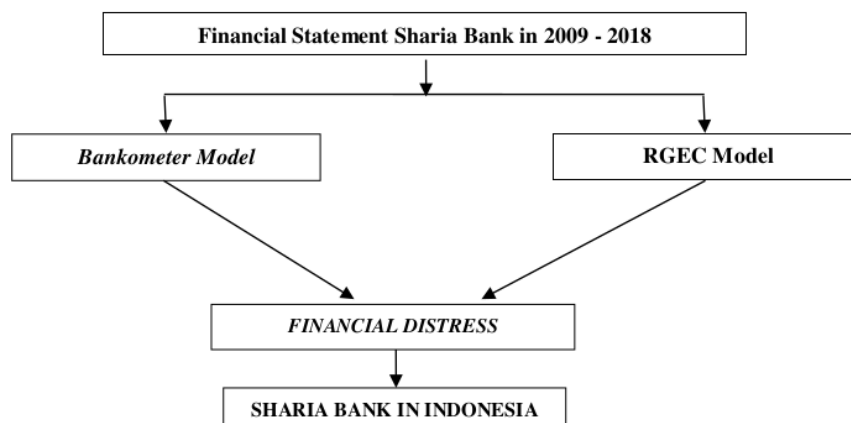 Financial Statement Sharia Bank in 2009 - 2018
Bankometer Model
RGEC Model
FINANCIAL DISTRESS
SHARIA BANK IN INDONESIA